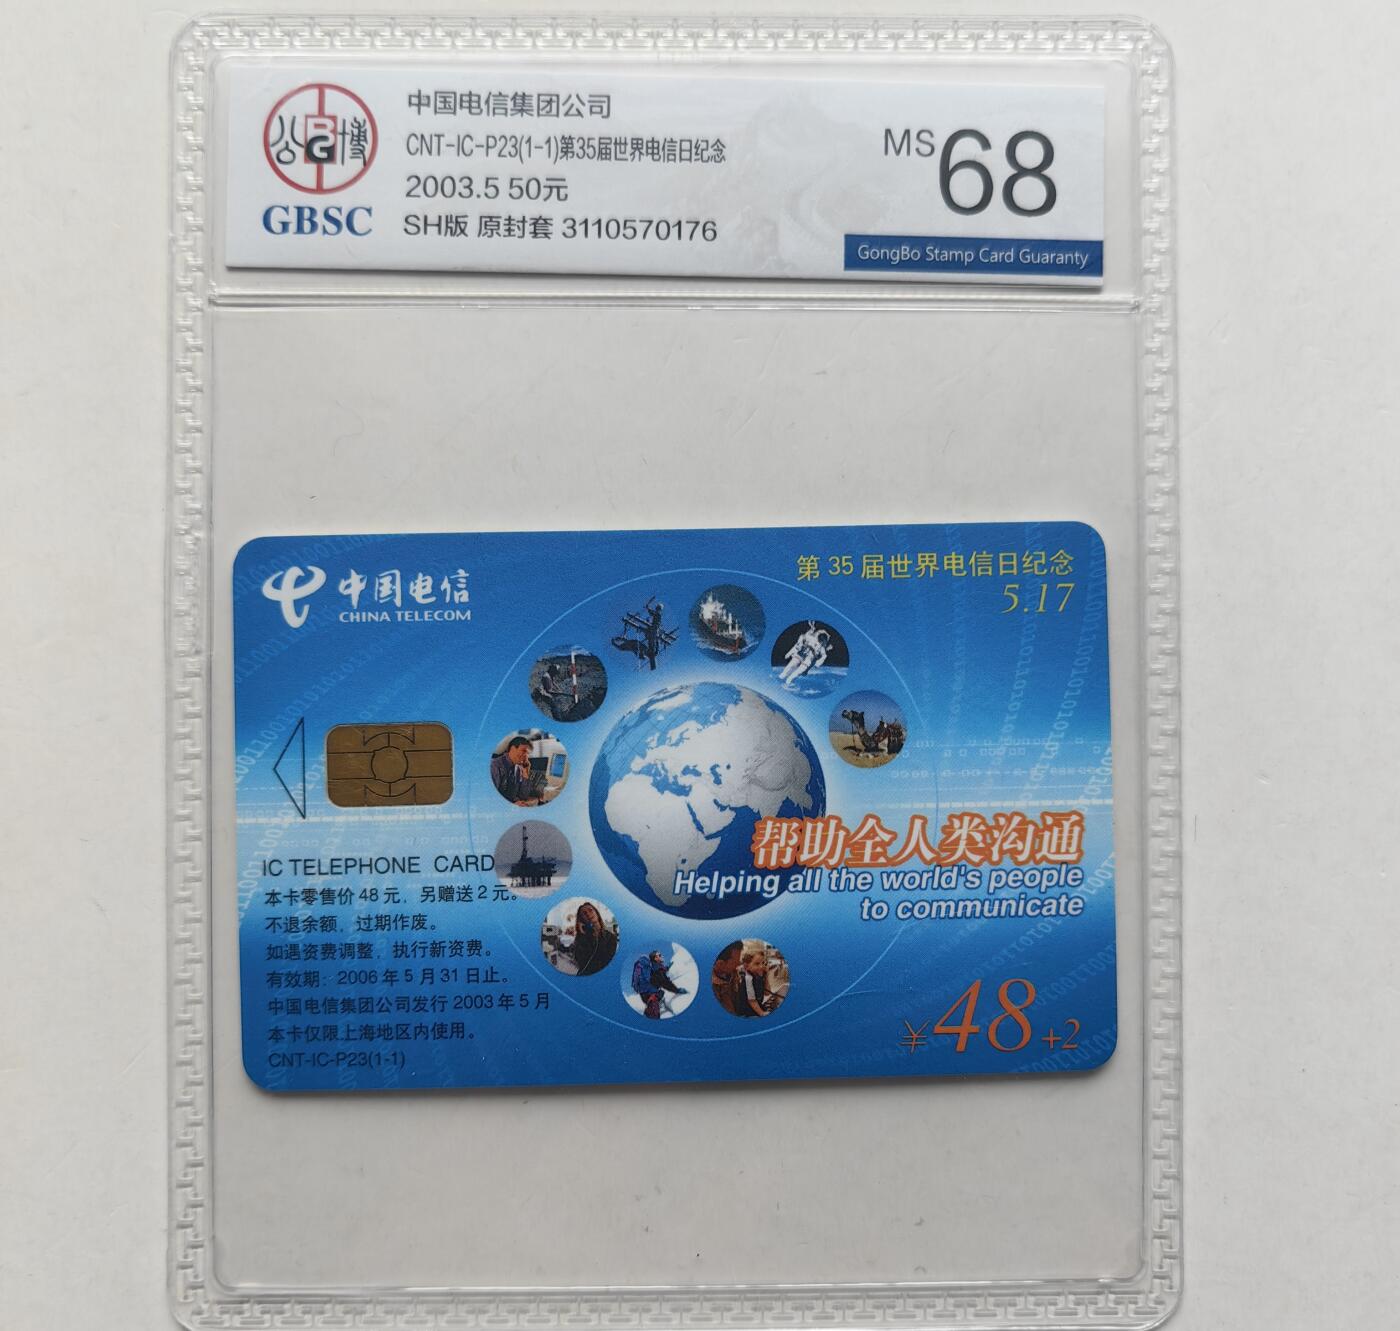 中国电信集团公司
CNT-IC-P23(1-1)第35届世界电信日纪念
2003.5 50元
SH版 原封套 3110570176
MS68
公 BG 博
GBSC
GongBo Stamp Card Guaranty
中国电信
CHINA TELECOM
第35届世界电信日纪念
5.17
帮助全人类沟通
Helping all the world's people
to communicate
IC TELEPHONE CARD
本卡零售价48元，另赠送2元。
不退余额，过期作废。
如遇资费调整，执行新资费。
有效期：2006年5月31日止。
中国电信集团公司发行 2003年5月
本卡仅限上海地区内使用。
CNT-IC-P23(1-1)
¥48+2